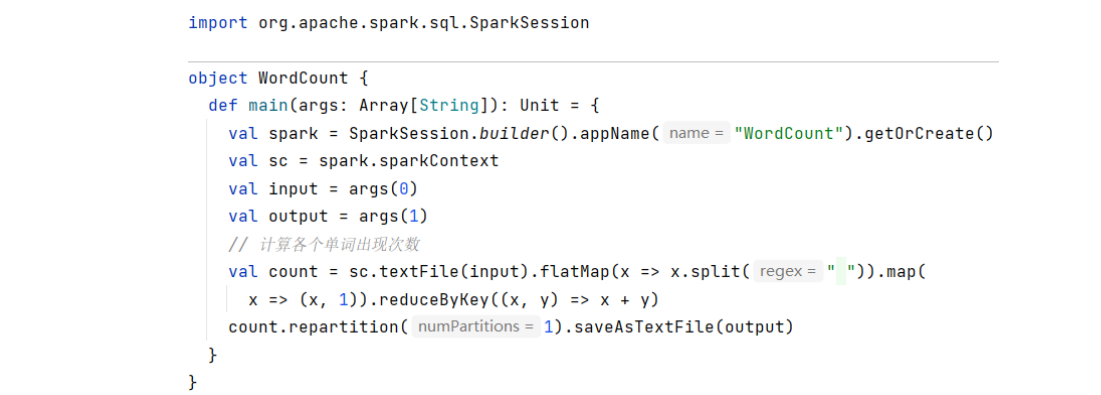 import org.apache.spark.sql.SparkSession
object WordCount {
def main(args: Array[String]): Unit = {
val spark = SparkSession.builder().appName( name = "WordCount").getOrCreate()
val sc = spark.sparkContext
val input = args(0)
val output = args(1)
// 计算各个单词出现次数
val count = sc.textFile(input).flatMap(x => x.split( regex = " ")).map(
x => (x, 1)).reduceByKey((x, y) => x + y)
count.repartition( numPartitions = 1).saveAsTextFile(output)
}
}